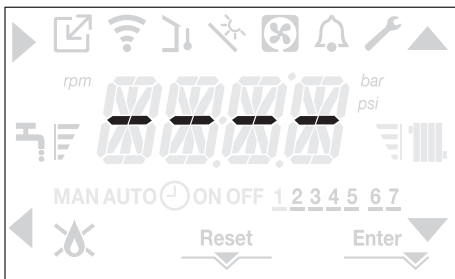 rpm bar
psi
- - - -
MAN AUTO ON OFF 1 2 3 4 5 6 7
Reset Enter